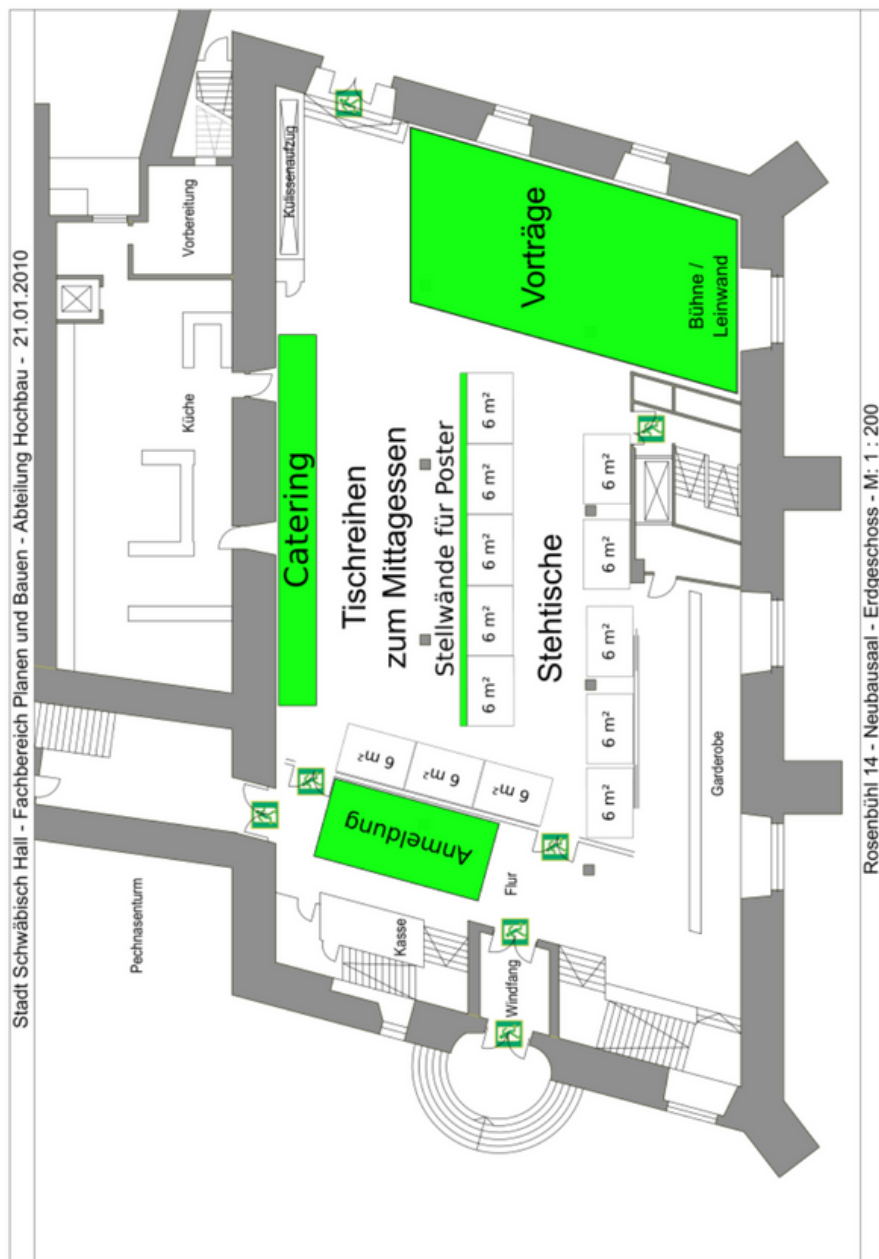 Stadt Schwäbisch Hall - Fachbereich Planen und Bauen - Abteilung Hochbau - 21.01.2010
Pechnasenturm
Küche
Vorbereitung
Kulissenaufzug
Catering
Tischreihen
zum Mittagessen
Stellwände für Poster
6 m²
6 m²
6 m²
6 m²
6 m²
Stehtische
6 m²
6 m²
6 m²
6 m²
6 m²
Vorträge
Bühne /
Leinwand
6 m²
6 m²
6 m²
Anmeldung
Kasse
Flur
Windfang
Garderobe
Rosenbühl 14 - Neubausaal - Erdgeschoss - M: 1 : 200